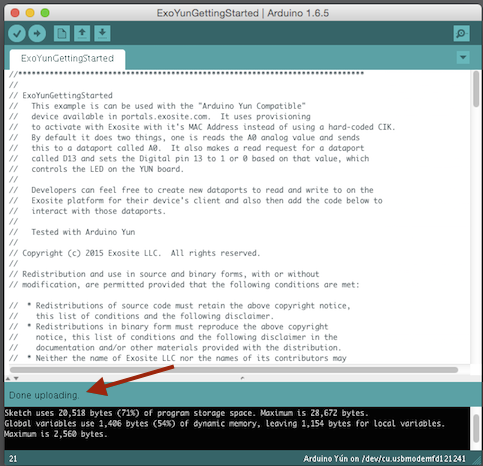 ExoYunGettingStarted | Arduino 1.6.5
ExoYunGettingStarted
//*****************************************************************************
//
// ExoYunGettingStarted
//   This example is can be used with the "Arduino Yun Compatible"
//   device available in portals.exosite.com.  It uses provisioning
//   to activate with Exosite with it's MAC Address instead of using a hard-coded CIK.
//   By default it does two things, one is reads the A0 analog value and sends
//   this to a dataport called A0.  It also makes a read request for a dataport
//   called D13 and sets the Digital pin 13 to 1 or 0 based on that value, which
//   controls the LED on the YUN board.
//
//   Developers can feel free to create new dataports to read and write to on the
//   Exosite platform for their device's client and also then add the code below to
//   interact with those dataports.
//
//   Tested with Arduino Yun
//
// Copyright (c) 2015 Exosite LLC.  All rights reserved.
//
// Redistribution and use in source and binary forms, with or without
// modification, are permitted provided that the following conditions are met:
//
//  * Redistributions of source code must retain the above copyright notice,
//    this list of conditions and the following disclaimer.
//  * Redistributions in binary form must reproduce the above copyright
//    notice, this list of conditions and the following disclaimer in the
//    documentation and/or other materials provided with the distribution.
//  * Neither the name of Exosite LLC nor the names of its contributors may
Done uploading.
Sketch uses 20,518 bytes (71%) of program storage space. Maximum is 28,672 bytes.
Global variables use 1,406 bytes (54%) of dynamic memory, leaving 1,154 bytes for local variables.
Maximum is 2,560 bytes.
21
Arduino Yún on /dev/cu.usbmodemfd121241